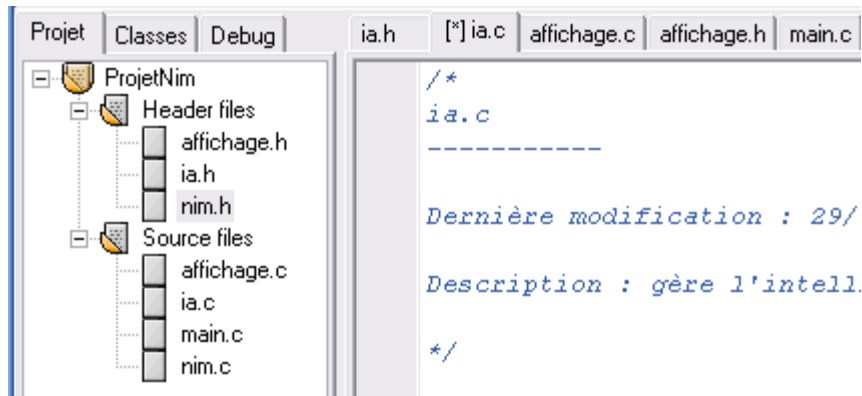 Projet Classes Debug
ProjetNim
Header files
affichage.h
ia.h
nim.h
Source files
affichage.c
ia.c
main.c
nim.c
ia.h [*] ia.c affichage.c affichage.h main.c
/*
ia.c
-----------
Dernière modification : 29/
Description : gère l'intell
*/